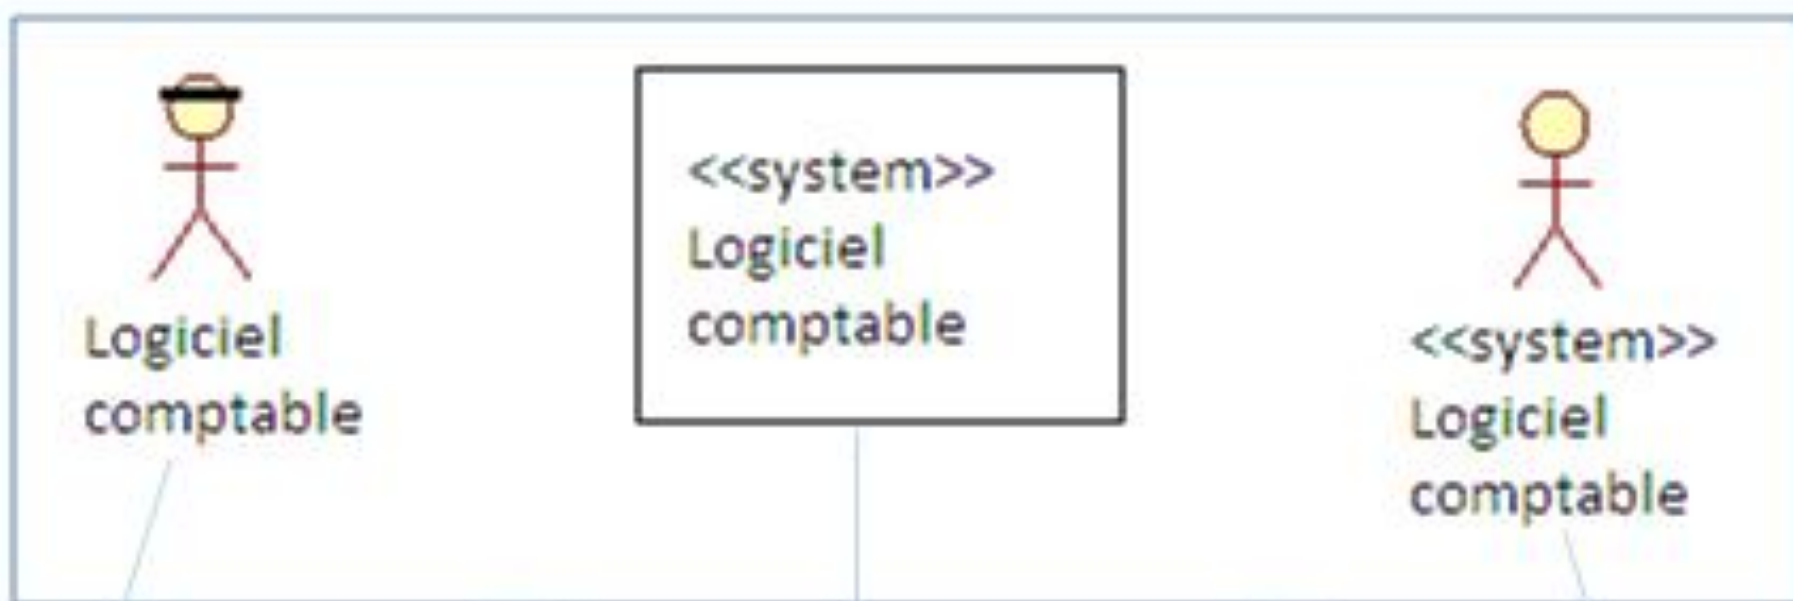 Logiciel
comptable
<<system>>
Logiciel
comptable
<<system>>
Logiciel
comptable